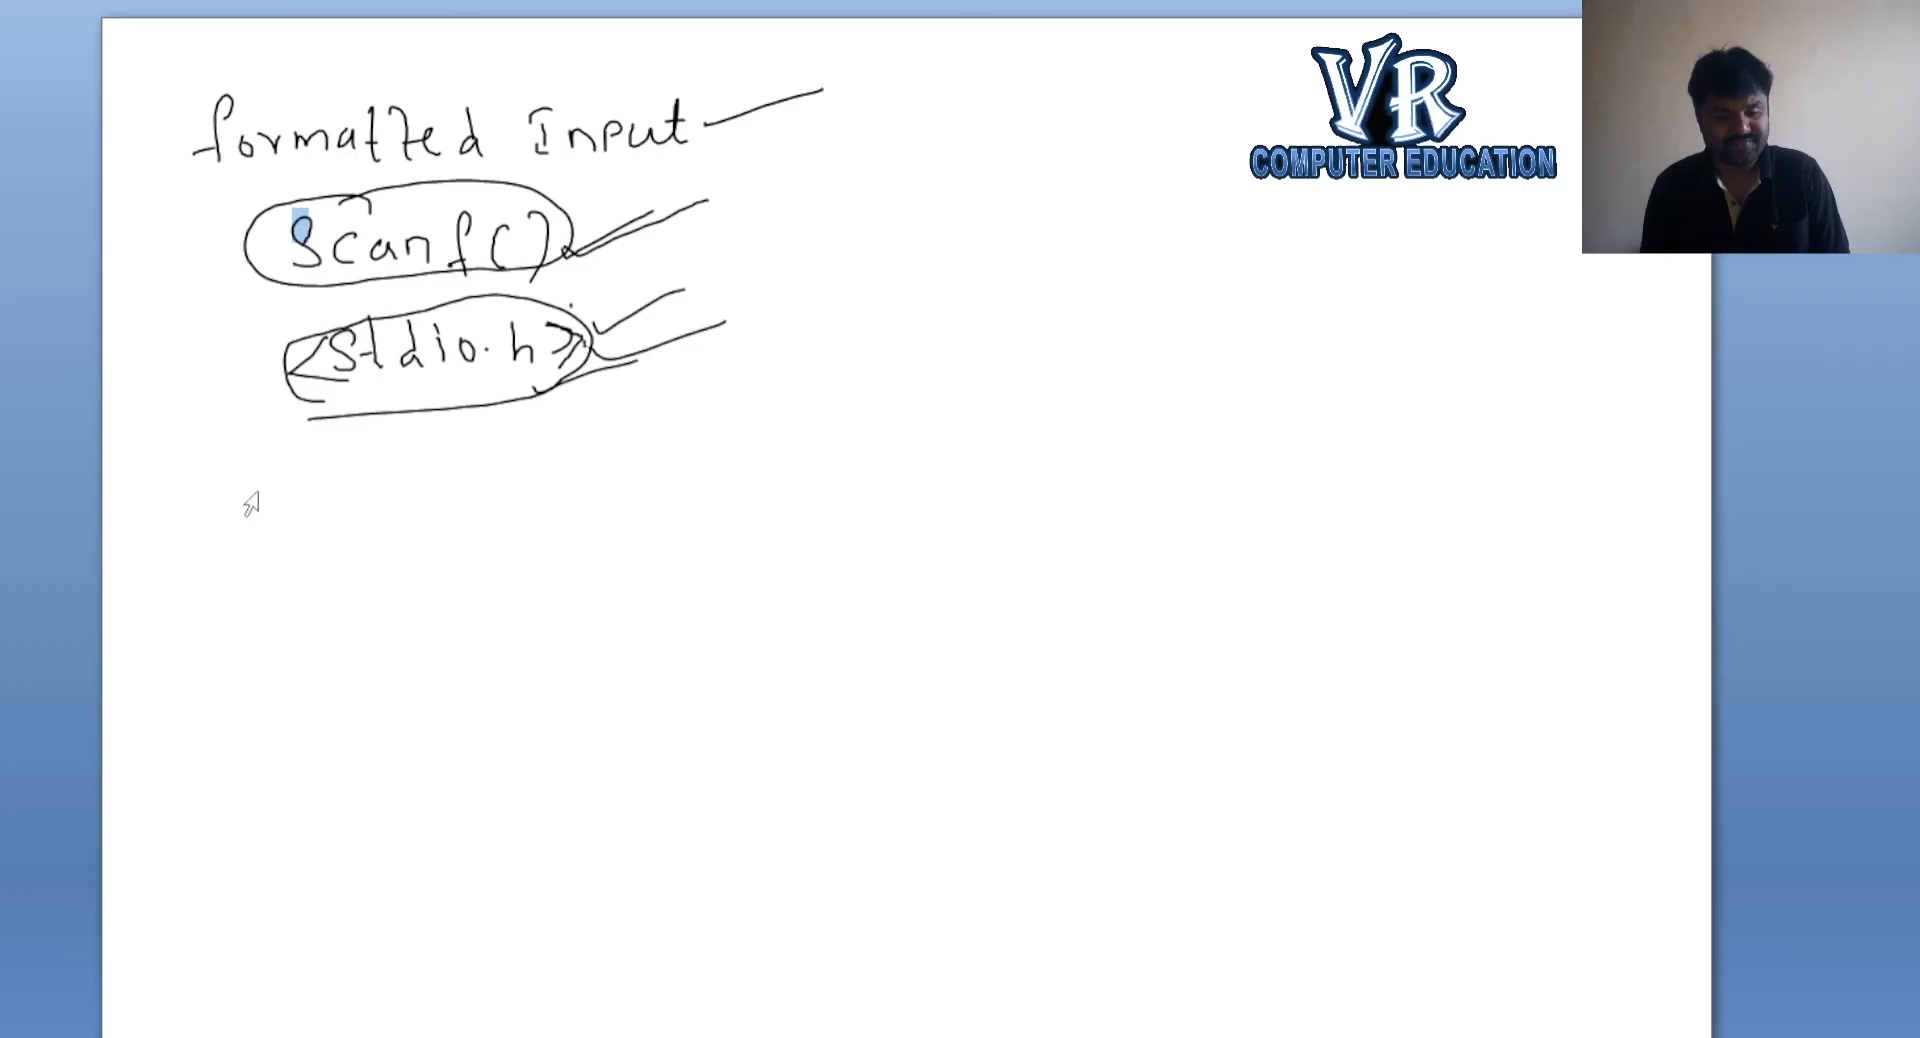 formatted Input
Scanf()
<Stdio.h>
VR
COMPUTER EDUCATION